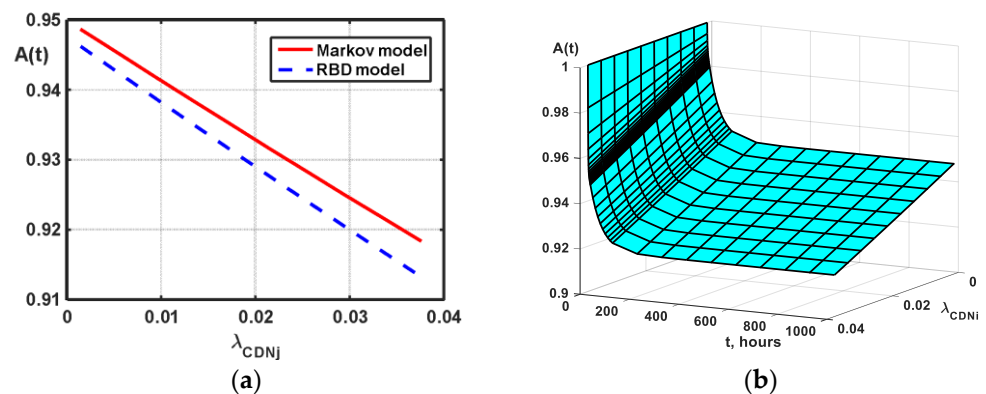 0.95
A(t)
0.94
0.93
0.92
0.91
0
0.01
0.02
0.03
0.04
Markov model
RBD model
λCDNj
(a)
A(t)
1
0.98
0.96
0.94
0.92
0.9
0
200
400
600
800
1000
t, hours
0.04
0.02
0
λCDNi
(b)